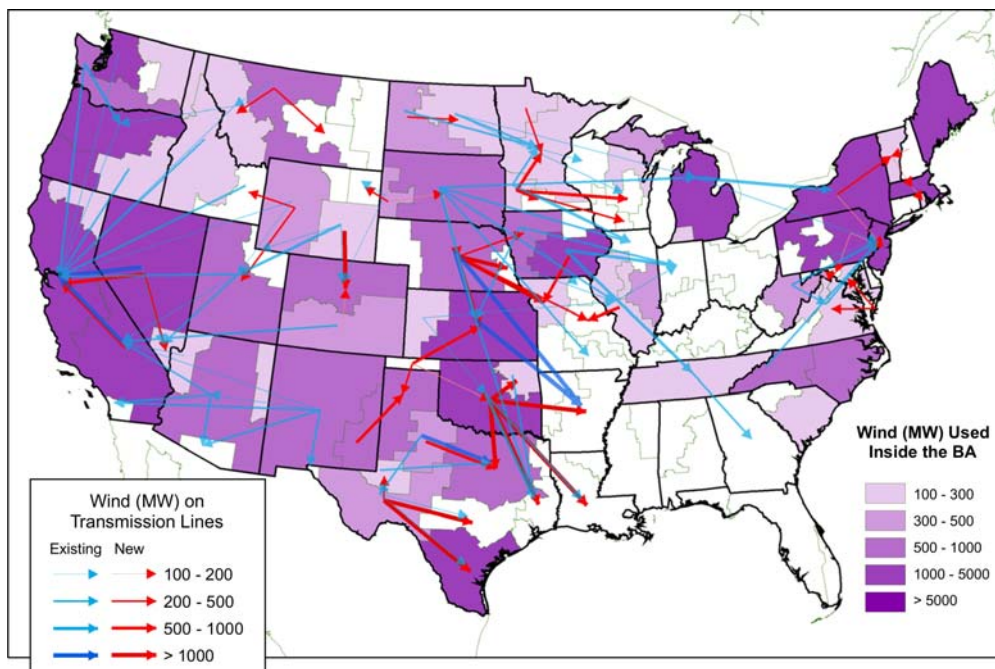 Wind (MW) on
Transmission Lines
Existing New
100 - 200
200 - 500
500 - 1000
> 1000
Wind (MW) Used
Inside the BA
100 - 300
300 - 500
500 - 1000
1000 - 5000
> 5000